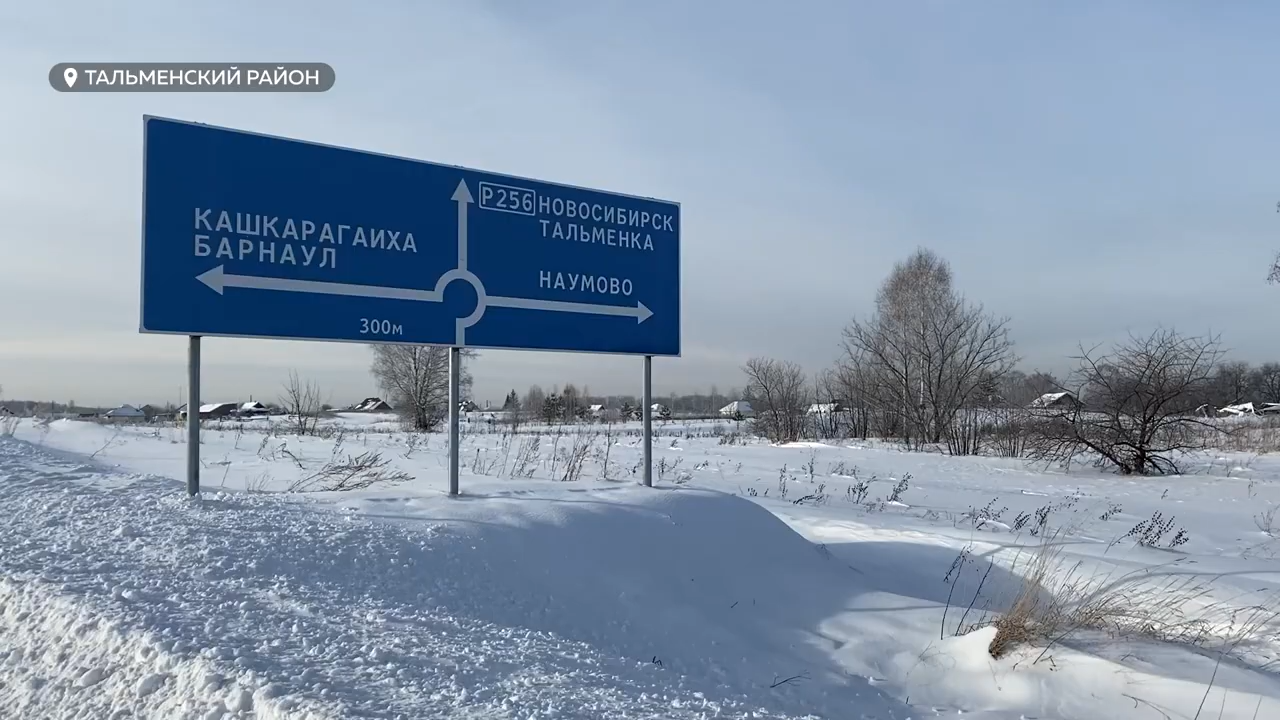 ТАЛЬМЕНСКИЙ РАЙОН
Р256 НОВОСИБИРСК
ТАЛЬМЕНКА
КАШКАРАГАИХА
БАРНАУЛ
НАУМОВО
300м